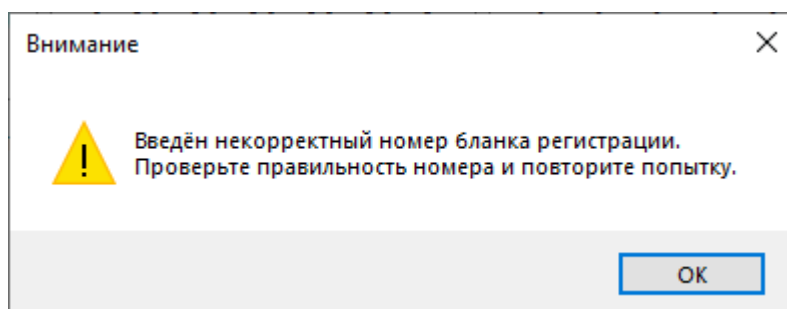 Внимание
Введён некорректный номер бланка регистрации.
Проверьте правильность номера и повторите попытку.
ОК